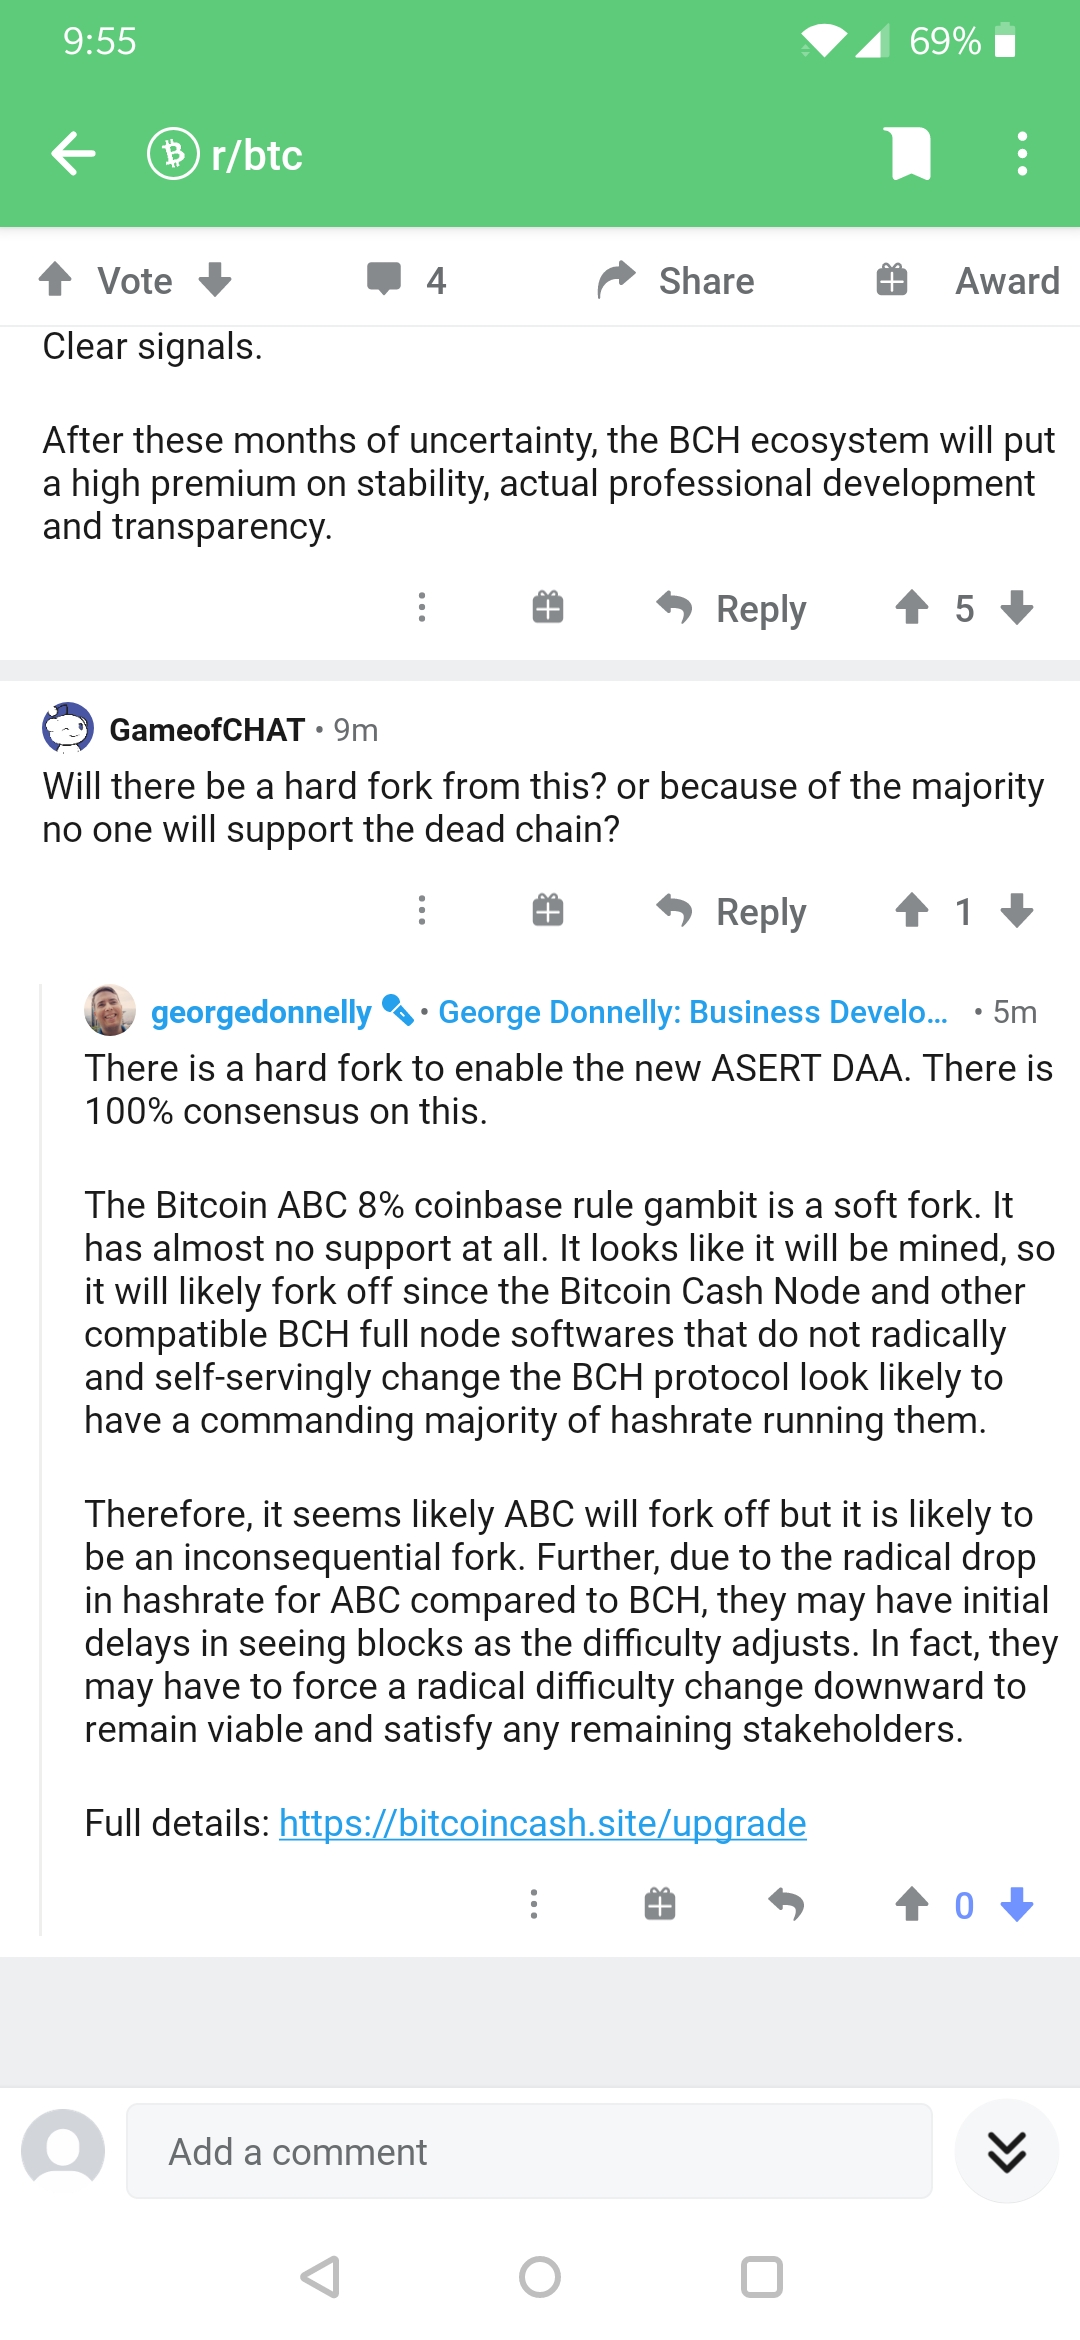 9:55
69%
r/btc
Vote
4
Share
Award
Clear signals.
After these months of uncertainty, the BCH ecosystem will put
a high premium on stability, actual professional development
and transparency.
Reply
5
GameofCHAT • 9m
Will there be a hard fork from this? or because of the majority
no one will support the dead chain?
Reply
1
georgedonnelly • George Donnelly: Business Develo... • 5m
There is a hard fork to enable the new ASERT DAA. There is
100% consensus on this.
The Bitcoin ABC 8% coinbase rule gambit is a soft fork. It
has almost no support at all. It looks like it will be mined, so
it will likely fork off since the Bitcoin Cash Node and other
compatible BCH full node softwares that do not radically
and self-servingly change the BCH protocol look likely to
have a commanding majority of hashrate running them.
Therefore, it seems likely ABC will fork off but it is likely to
be an inconsequential fork. Further, due to the radical drop
in hashrate for ABC compared to BCH, they may have initial
delays in seeing blocks as the difficulty adjusts. In fact, they
may have to force a radical difficulty change downward to
remain viable and satisfy any remaining stakeholders.
Full details: https://bitcoincash.site/upgrade
0
Add a comment